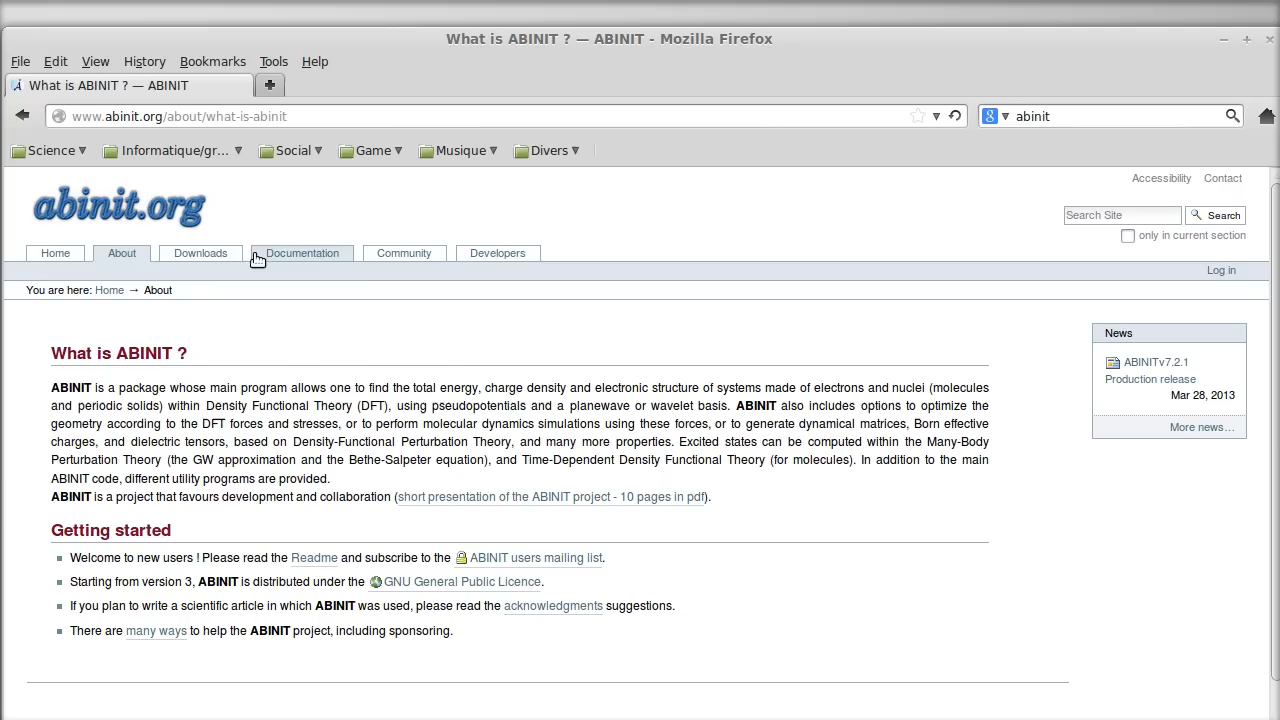 What is ABINIT ? — ABINIT - Mozilla Firefox
File Edit View History Bookmarks Tools Help
What is ABINIT ? — ABINIT
www.abinit.org/about/what-is-abinit
abinit
Science Informatique/gr... Social Game Musique Divers
Accessibility Contact
abinit.org
Search Site Search
only in current section
Home About Downloads Documentation Community Developers
Log in
You are here: Home → About
What is ABINIT ?
ABINIT is a package whose main program allows one to find the total energy, charge density and electronic structure of systems made of electrons and nuclei (molecules
and periodic solids) within Density Functional Theory (DFT), using pseudopotentials and a planewave or wavelet basis. ABINIT also includes options to optimize the
geometry according to the DFT forces and stresses, or to perform molecular dynamics simulations using these forces, or to generate dynamical matrices, Born effective
charges, and dielectric tensors, based on Density-Functional Perturbation Theory, and many more properties. Excited states can be computed within the Many-Body
Perturbation Theory (the GW approximation and the Bethe-Salpeter equation), and Time-Dependent Density Functional Theory (for molecules). In addition to the main
ABINIT code, different utility programs are provided.
ABINIT is a project that favours development and collaboration (short presentation of the ABINIT project - 10 pages in pdf).
Getting started
Welcome to new users ! Please read the Readme and subscribe to the ABINIT users mailing list.
Starting from version 3, ABINIT is distributed under the GNU General Public Licence.
If you plan to write a scientific article in which ABINIT was used, please read the acknowledgments suggestions.
There are many ways to help the ABINIT project, including sponsoring.
News
ABINITv7.2.1
Production release
Mar 28, 2013
More news…